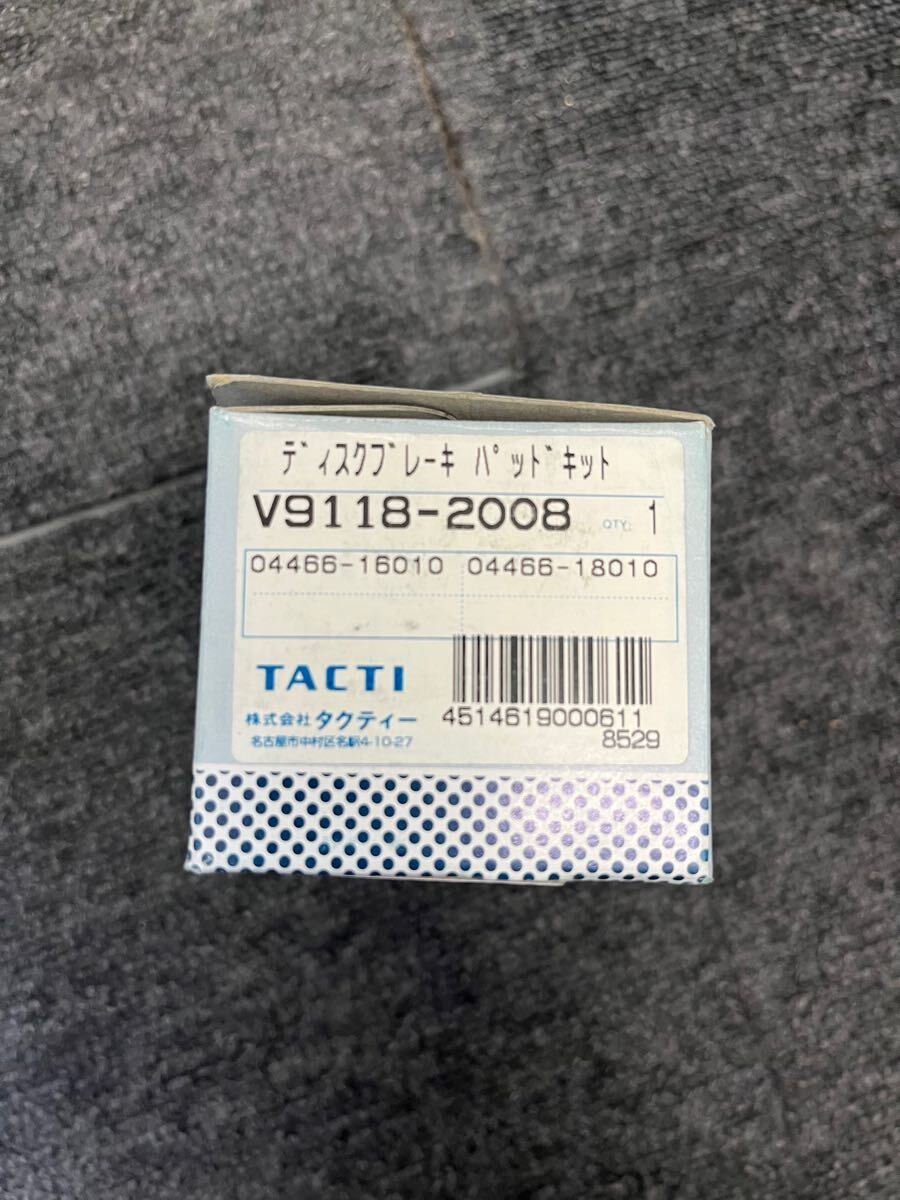 ディスクブレーキ パッドキット
V9118-2008 QTY: 1
04466-16010 04466-18010
TACTI
株式会社タクティー
名古屋市中村区名駅4-10-27
4514619000611
8529